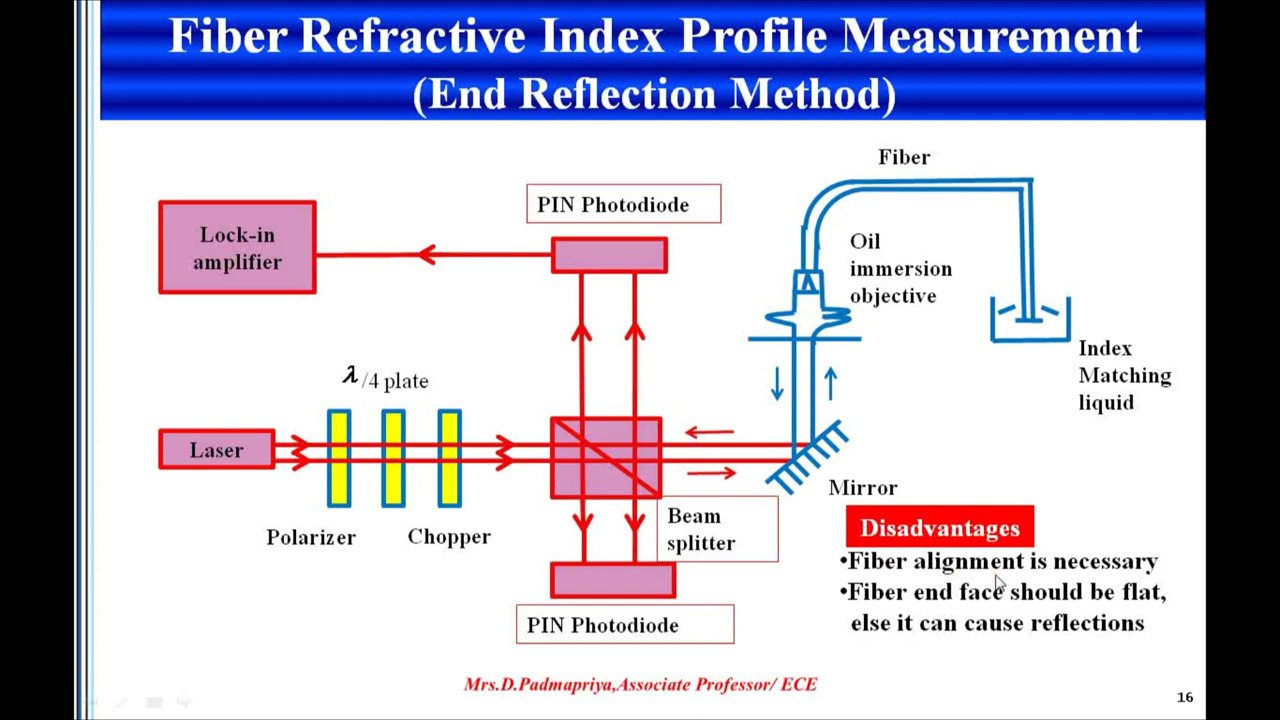 Fiber Refractive Index Profile Measurement
(End Reflection Method)
Fiber
PIN Photodiode
Lock-in
amplifier
Oil
immersion
objective
Index
Matching
liquid
λ/4 plate
Laser
Mirror
Polarizer
Chopper
Beam
splitter
Disadvantages
•Fiber alignment is necessary
•Fiber end face should be flat,
else it can cause reflections
PIN Photodiode
Mrs.D.Padmapriya,Associate Professor/ ECE
16